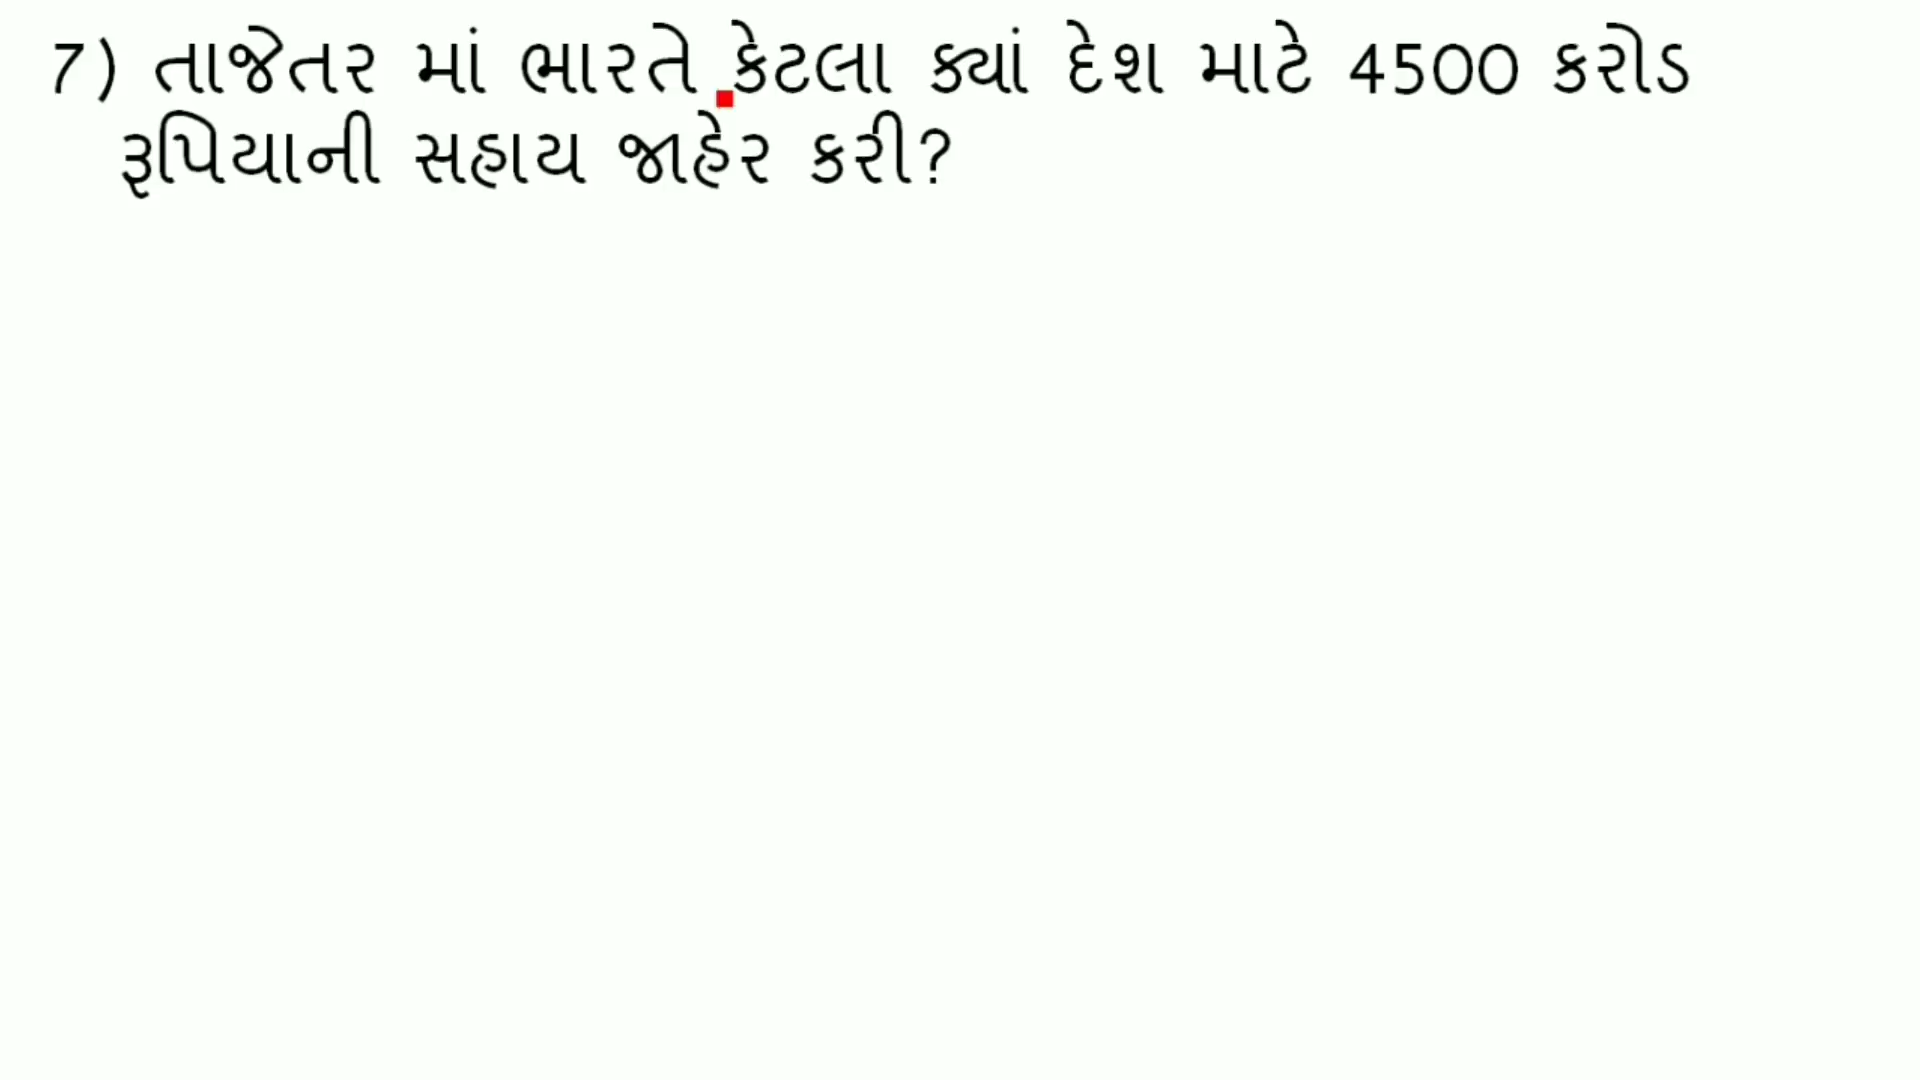 7) તાજેતર માં ભારતે કેટલા ક્યાં દેશ માટે 4500 કરોડ
રૂપિયાની સહાય જાહેર કરી?